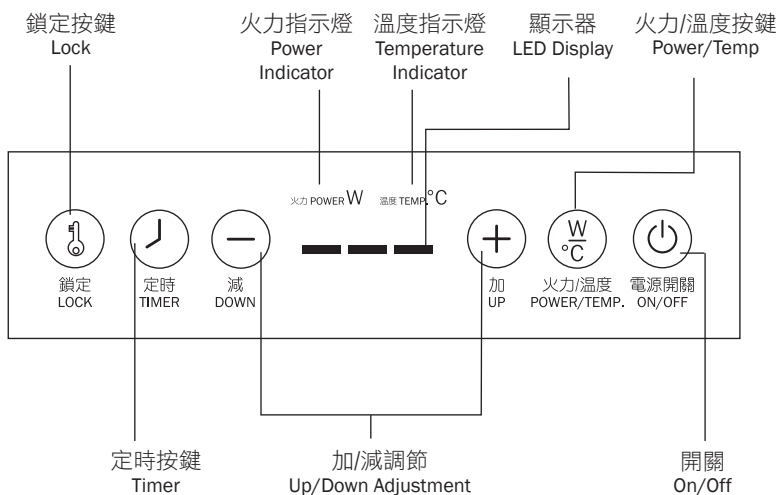 鎖定按鍵
Lock
火力指示燈
Power
Indicator
溫度指示燈
Temperature
Indicator
顯示器
LED Display
火力/溫度按鍵
Power/Temp
火力 POWER W
溫度 TEMP. °C
W
°C
鎖定
LOCK
定時
TIMER
減
DOWN
加
UP
火力/溫度
POWER/TEMP.
電源開關
ON/OFF
定時按鍵
Timer
加/減調節
Up/Down Adjustment
開關
On/Off